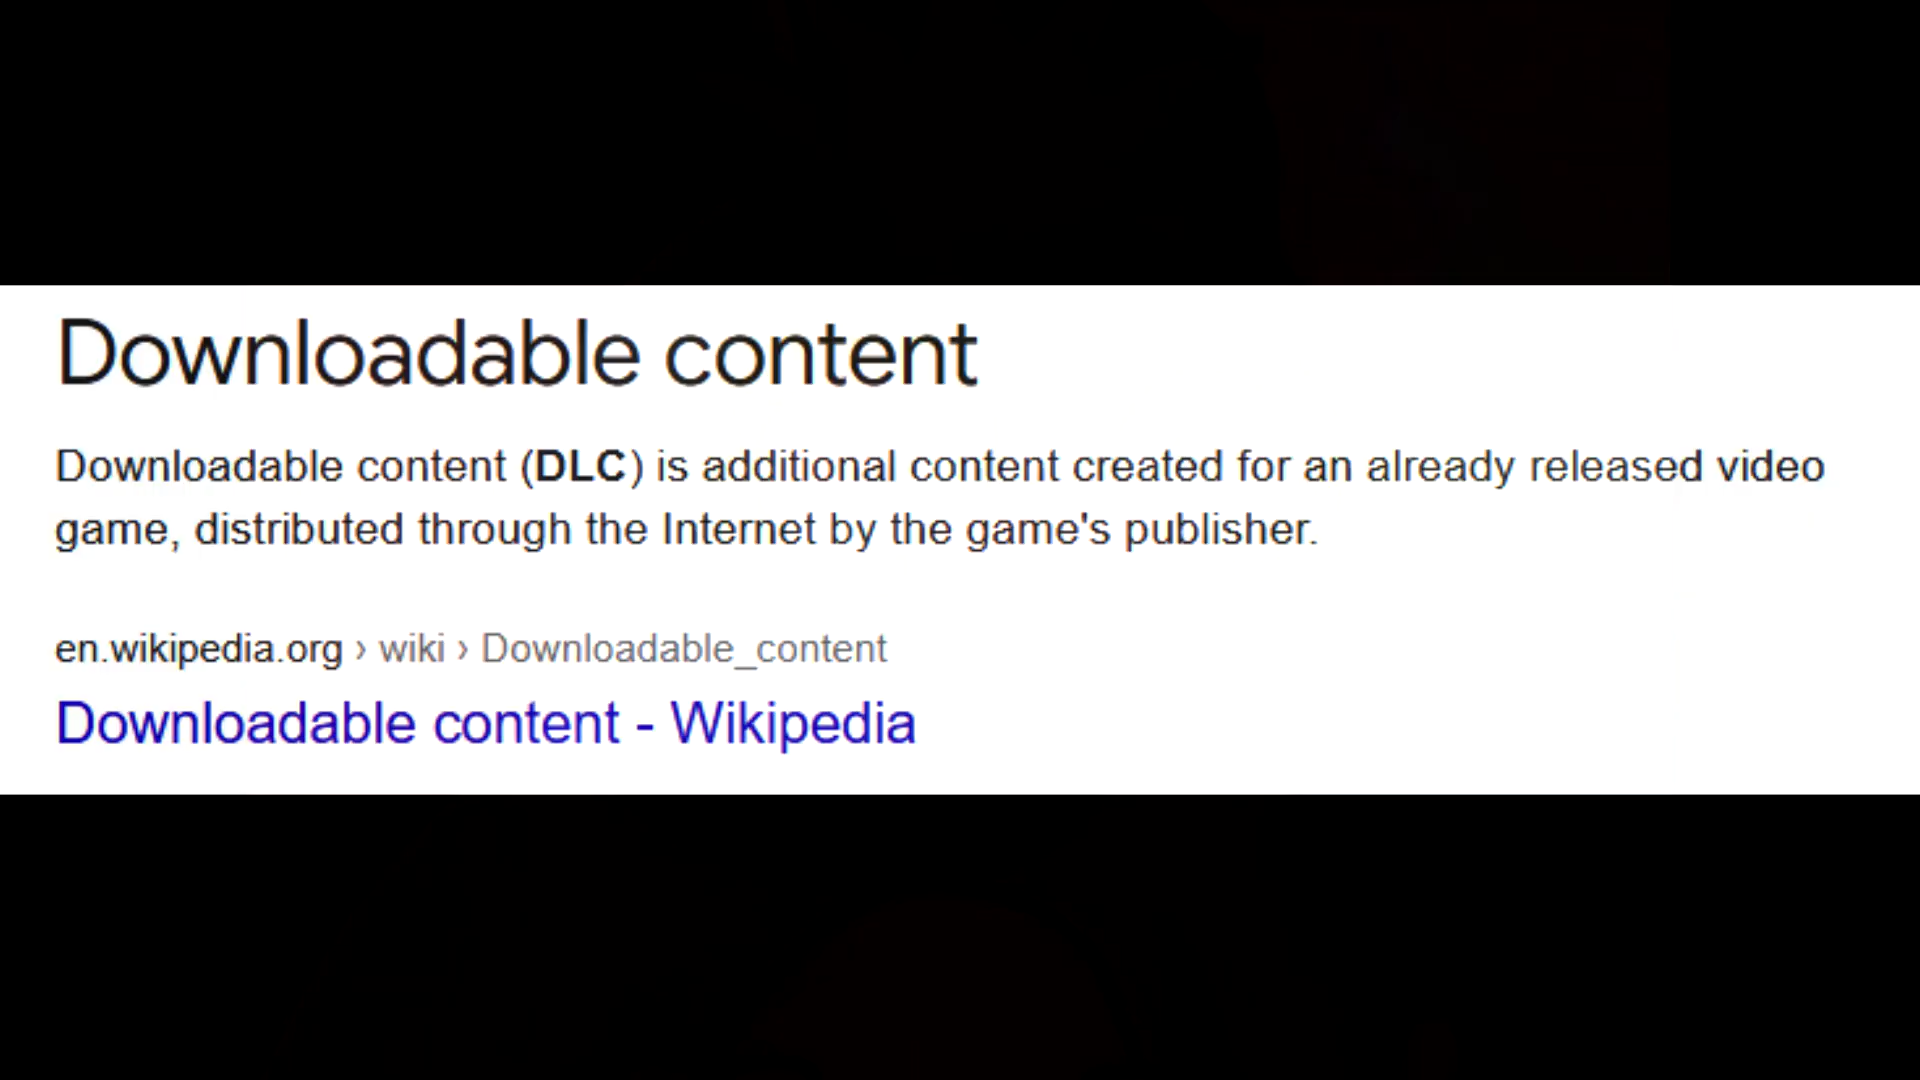 Downloadable content
Downloadable content (DLC) is additional content created for an already released video
game, distributed through the Internet by the game's publisher.
en.wikipedia.org › wiki › Downloadable_content
Downloadable content - Wikipedia